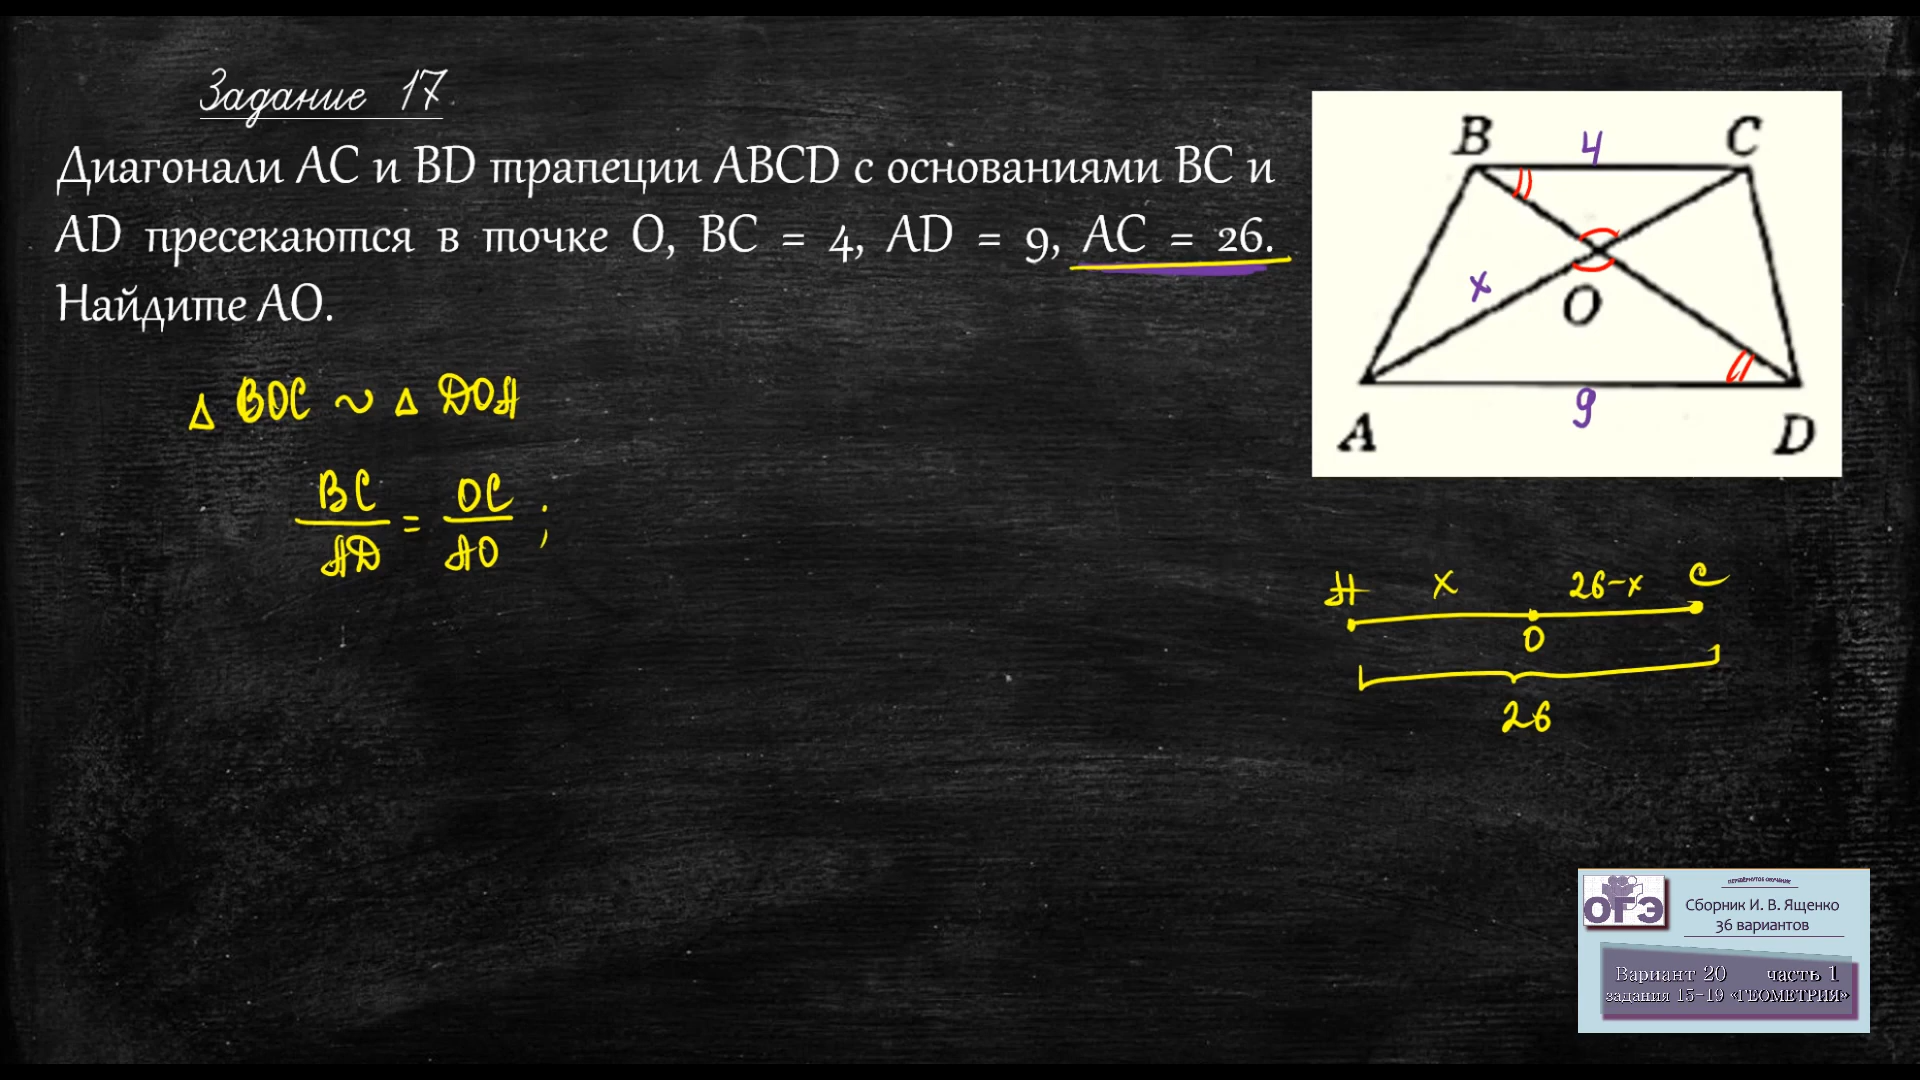 Задание 17
Диагонали AC и BD трапеции ABCD с основаниями BC и
AD пресекаются в точке O, BC = 4, AD = 9, AC = 26.
Найдите AO.
B 4 C
x O
A 9 D
Δ BOC ~ Δ DOA
BC/AD = OC/AO ;
A x 26-x C
O
26
ПЕРЕВЁРНУТОЕ ОБУЧЕНИЕ
ОГЭ
Сборник И. В. Ященко
36 вариантов
Вариант 20 часть 1
задания 15-19 «ГЕОМЕТРИЯ»